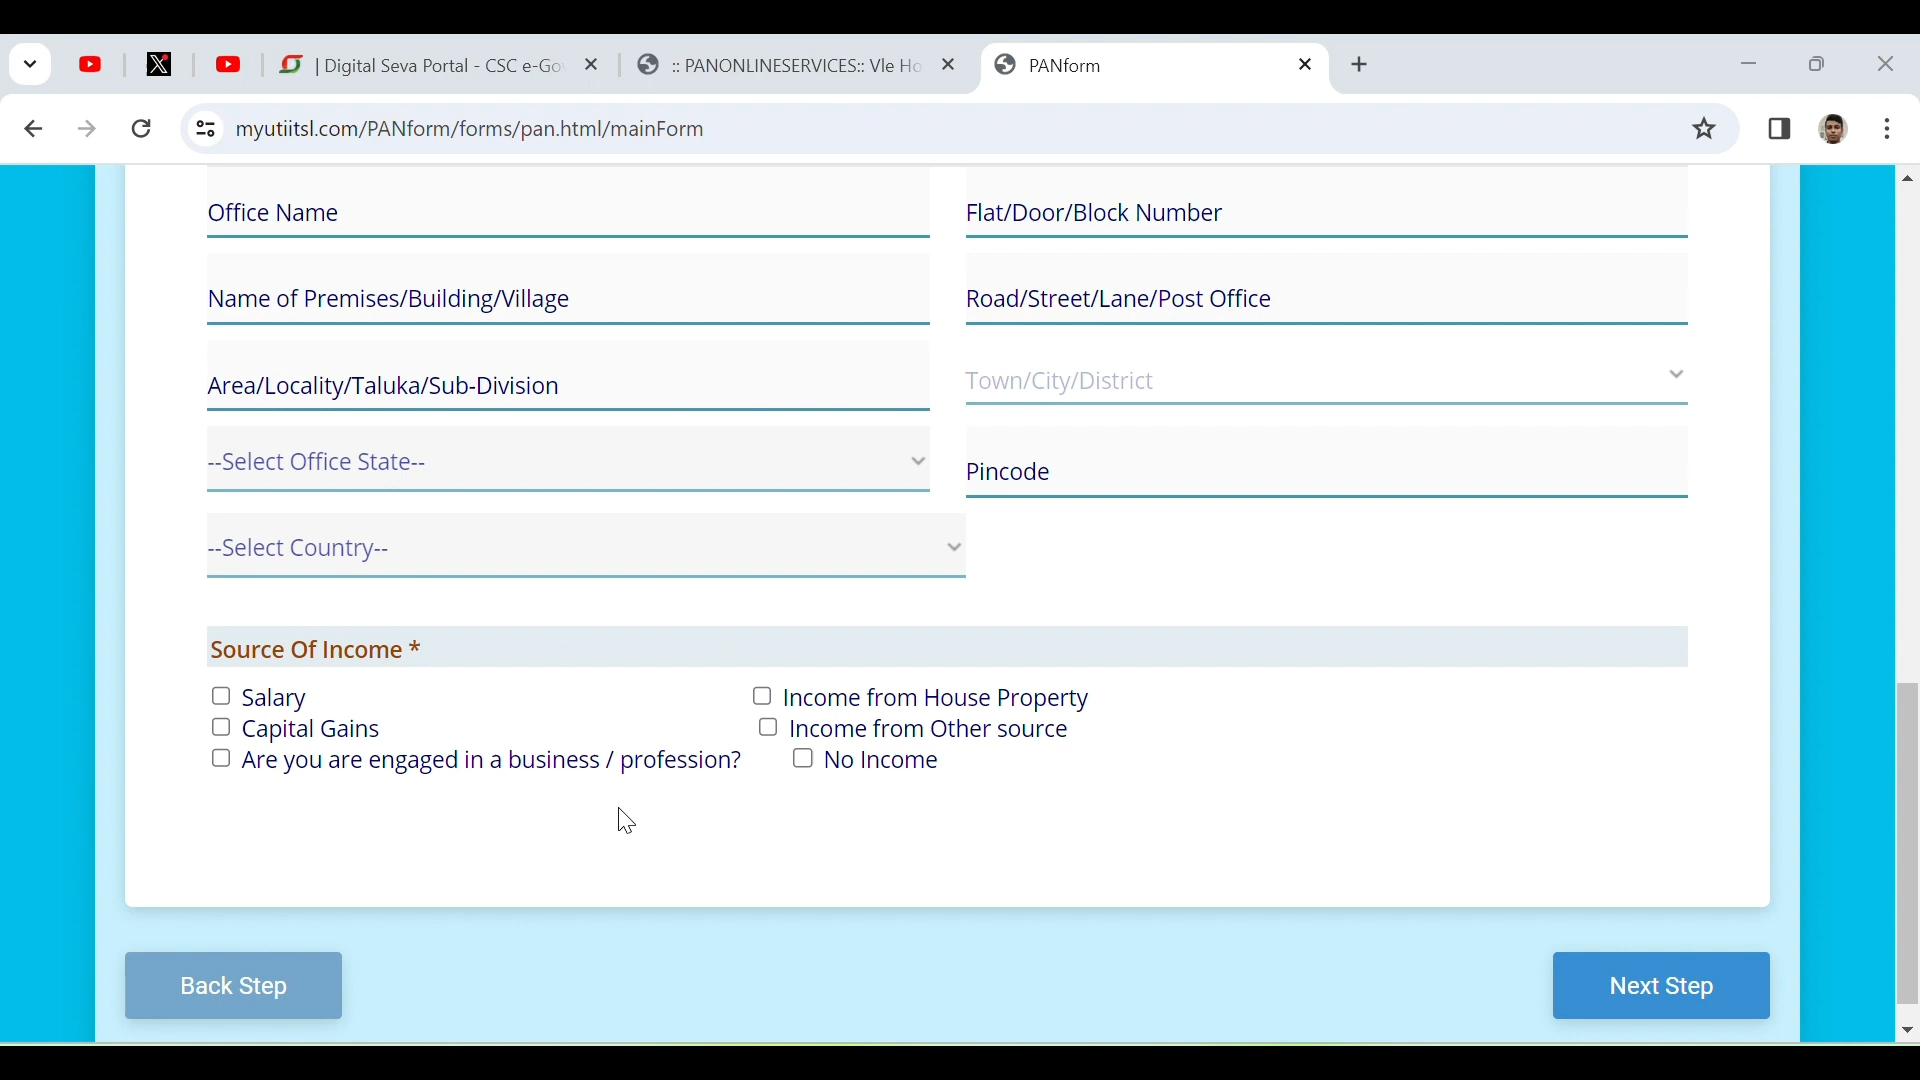 | Digital Seva Portal - CSC e-Go
:: PANONLINESERVICES:: Vle Ho
PANform
myutiitsl.com/PANform/forms/pan.html/mainForm
Office Name
Flat/Door/Block Number
Name of Premises/Building/Village
Road/Street/Lane/Post Office
Area/Locality/Taluka/Sub-Division
Town/City/District
--Select Office State--
Pincode
--Select Country--
Source Of Income *
Salary
Income from House Property
Capital Gains
Income from Other source
Are you are engaged in a business / profession?
No Income
Back Step
Next Step